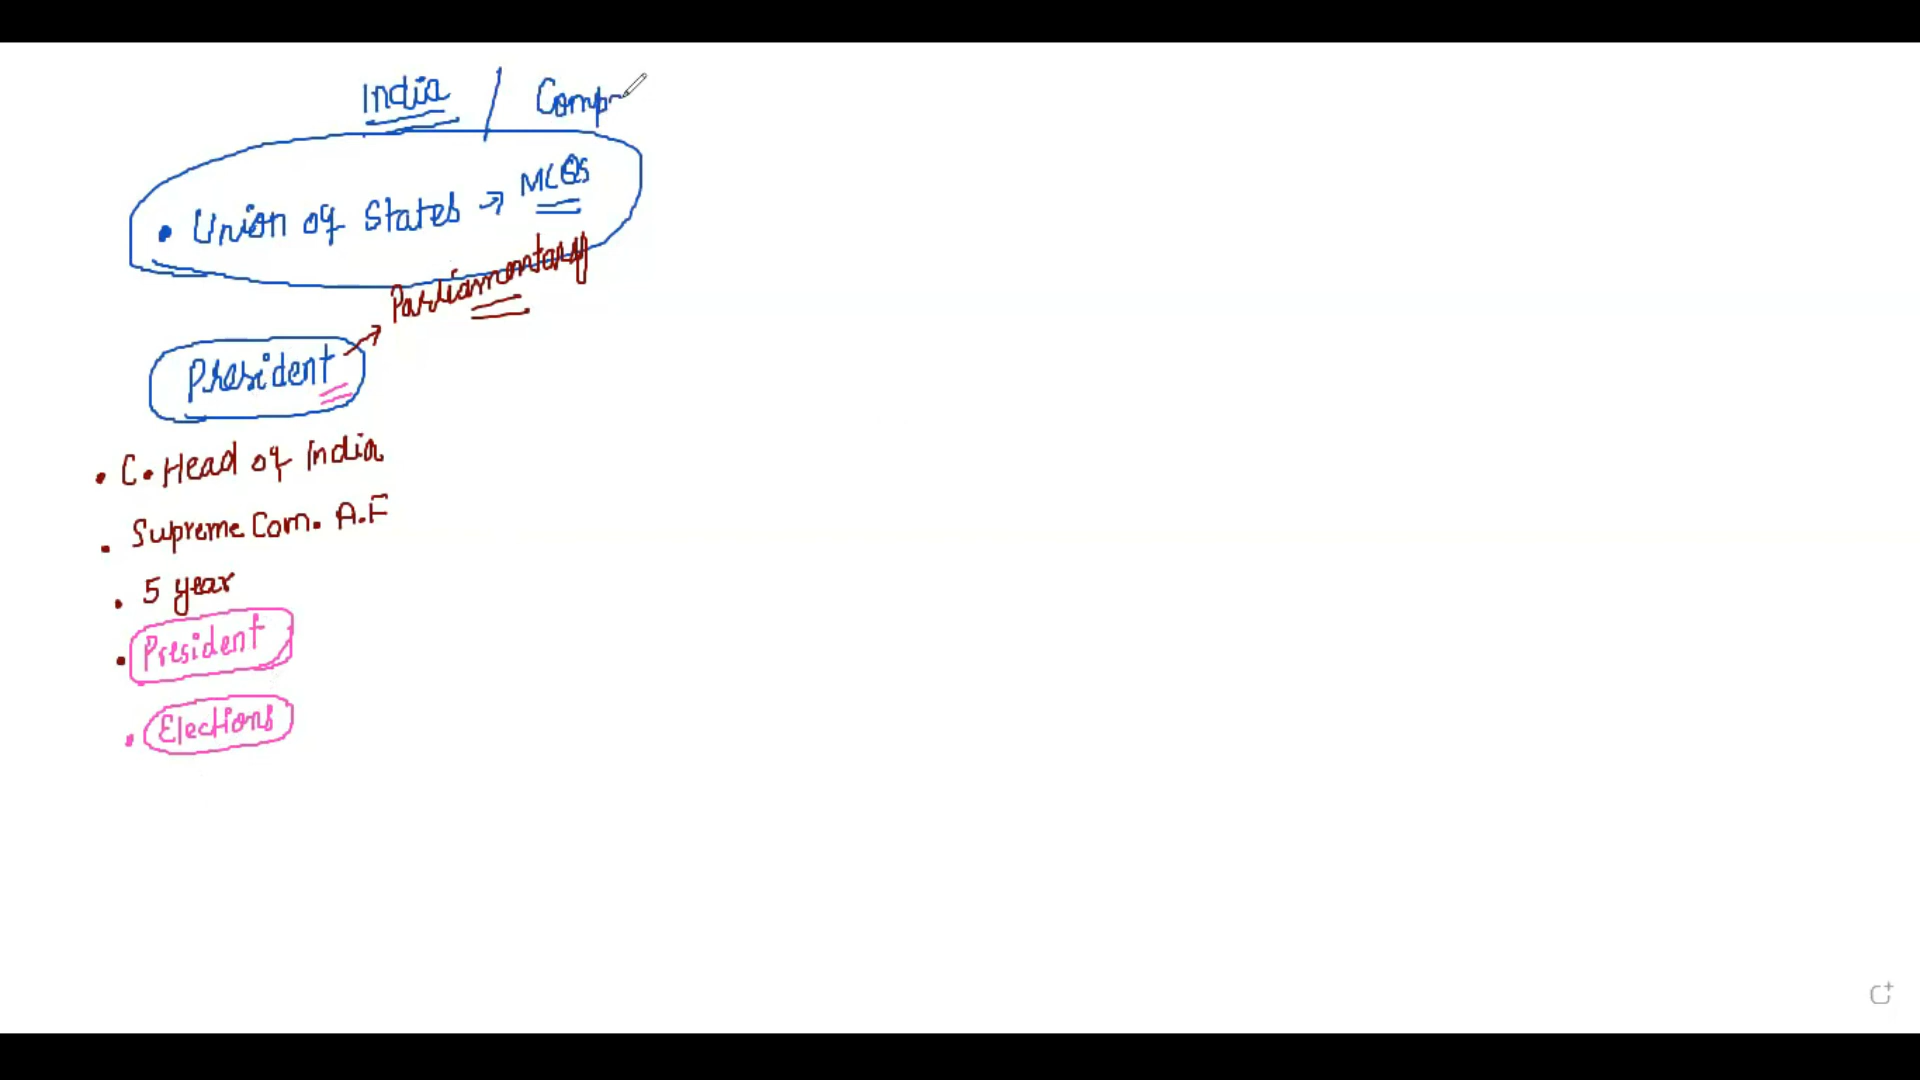 India / Comp
• Union of States → MCQs
Parliamentary
President
• C. Head of India
• Supreme Com. A.F
• 5 year
• President
• Elections